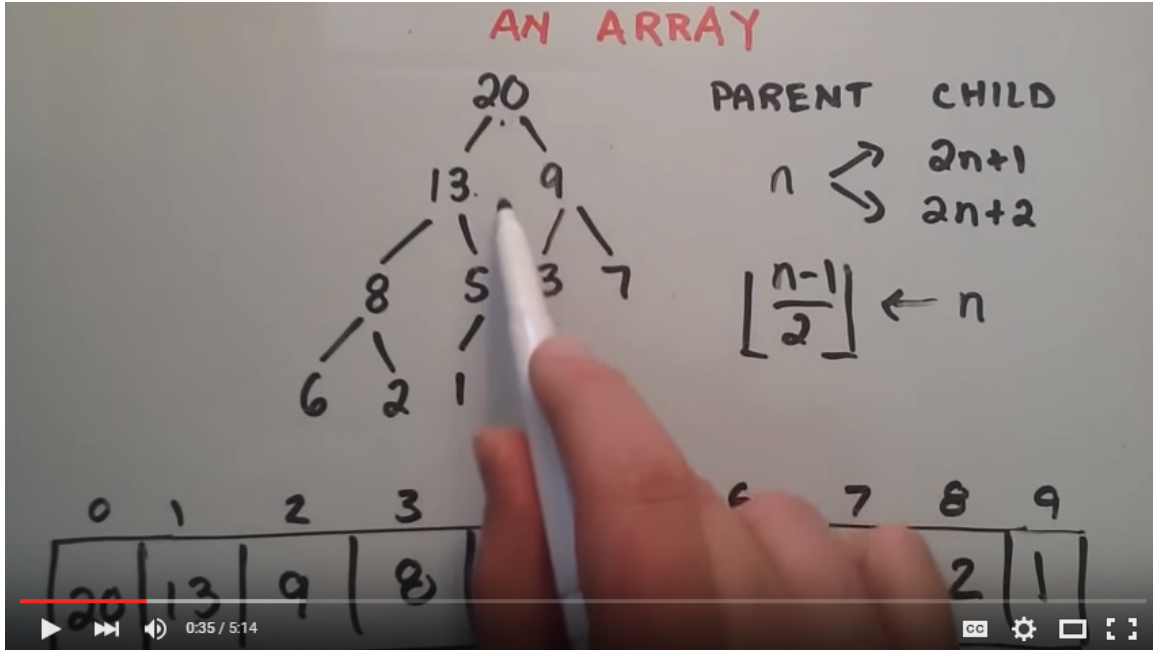 AN ARRAY
20
PARENT CHILD
13 9
n 2n+1
2n+2
8 5 3 7
⌊(n-1)/2⌋ ← n
6 2 1
0 1 2 3 7 8 9
20 13 9 8 2 1
0:35 / 5:14
CC